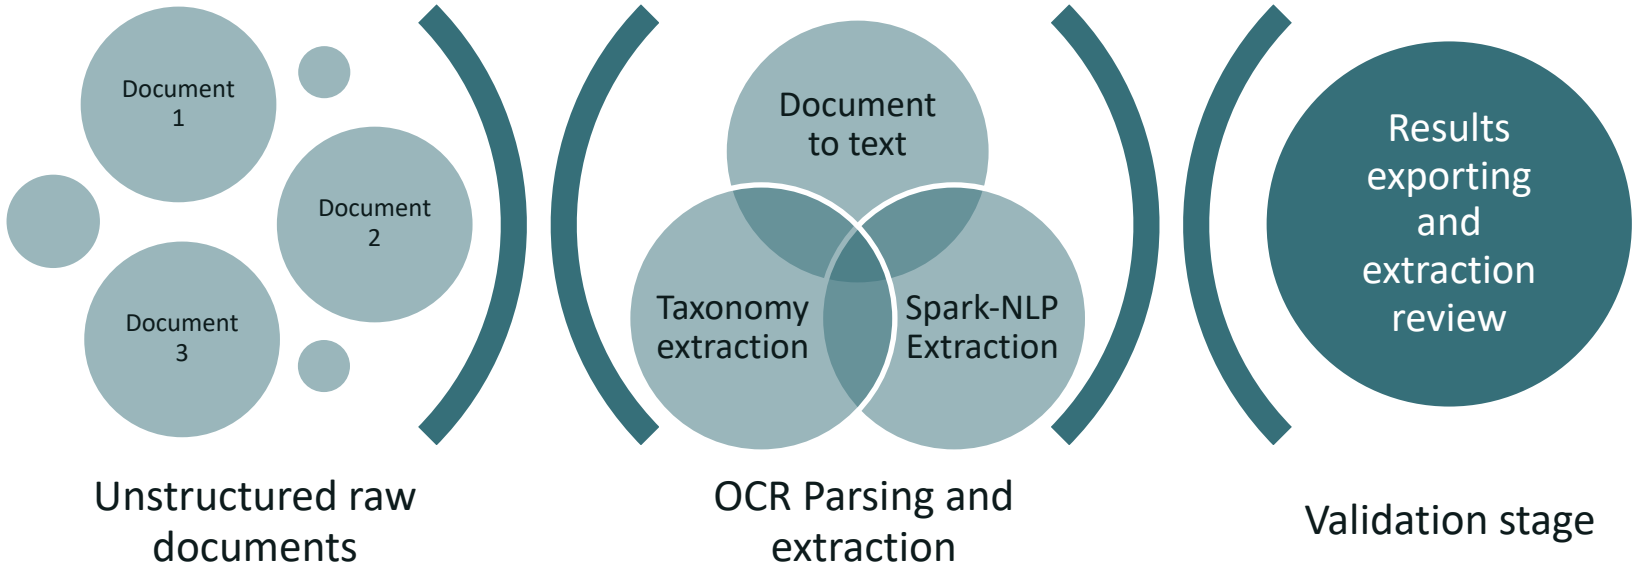 Document
1
Document
2
Document
3
Unstructured raw
documents
Document
to text
Taxonomy
extraction
Spark-NLP
Extraction
OCR Parsing and
extraction
Results
exporting
and
extraction
review
Validation stage